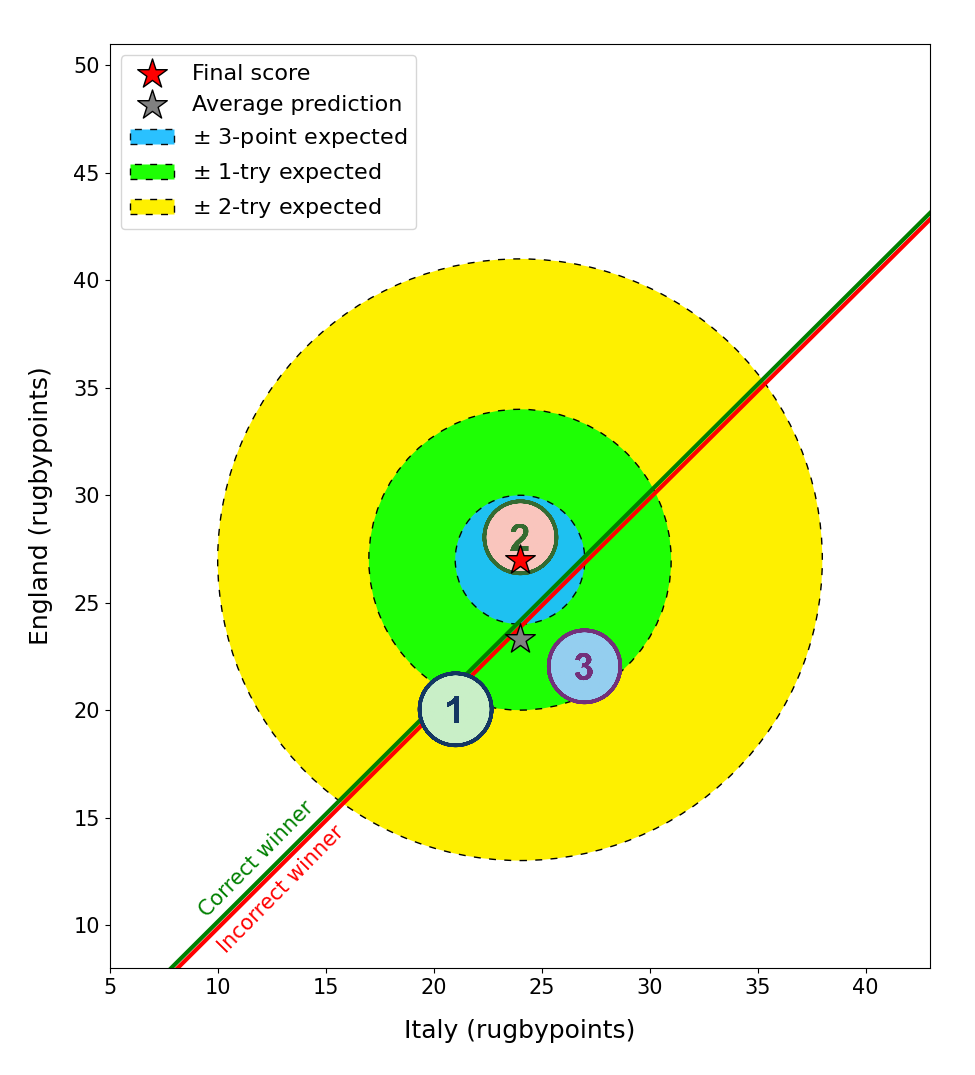 Final score
Average prediction
± 3-point expected
± 1-try expected
± 2-try expected
50
45
40
35
30
25
20
15
10
England (rugbypoints)
2
3
1
Correct winner
Incorrect winner
5
10
15
20
25
30
35
40
Italy (rugbypoints)